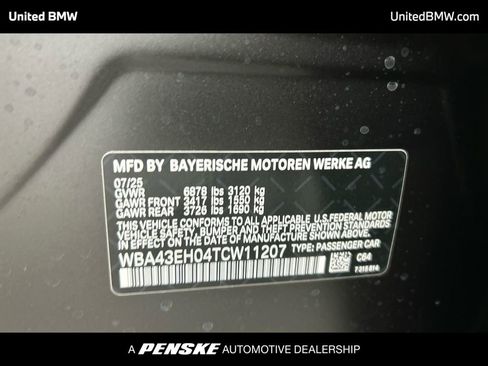 United BMW
UnitedBMW.com
MFD BY BAYERISCHE MOTOREN WERKE AG
07/25
GVWR 6878 lbs 3120 kg
GAWR FRONT 3417 lbs 1550 kg
GAWR REAR 3726 lbs 1690 kg
THIS VEHICLE CONFORMS TO ALL APPLICABLE U.S. FEDERAL MOTOR
VEHICLE SAFETY, BUMPER AND THEFT PREVENTION
STANDARDS IN EFFECT ON THE DATE OF MANUFACTURE SHOWN ABOVE.
WBA43EH04TCW11207 TYPE: PASSENGER CAR
C64
7315814
A PENSKE AUTOMOTIVE DEALERSHIP